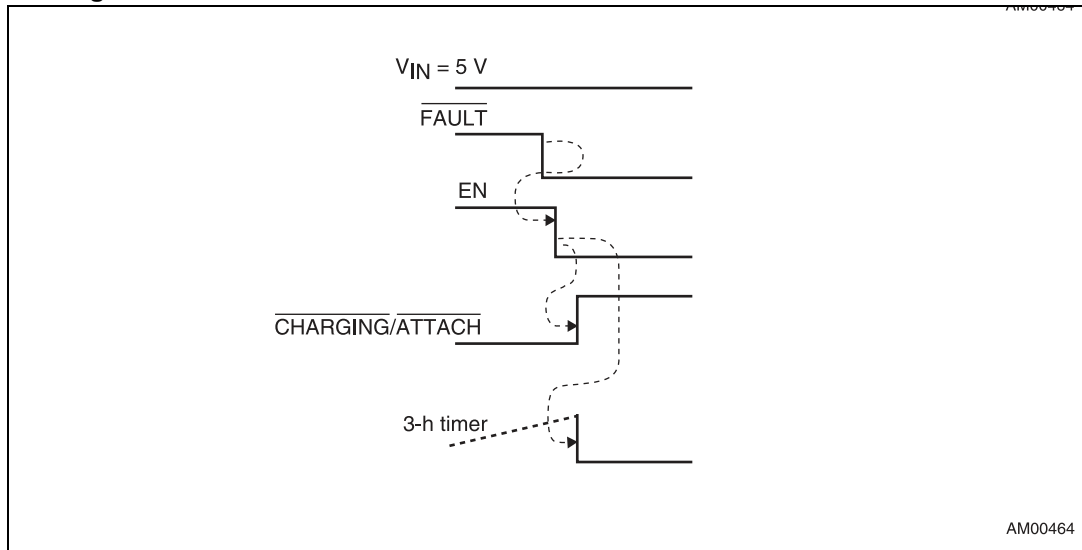 V_IN = 5 V
FAULT
EN
CHARGING/ATTACH
3-h timer
AM00464